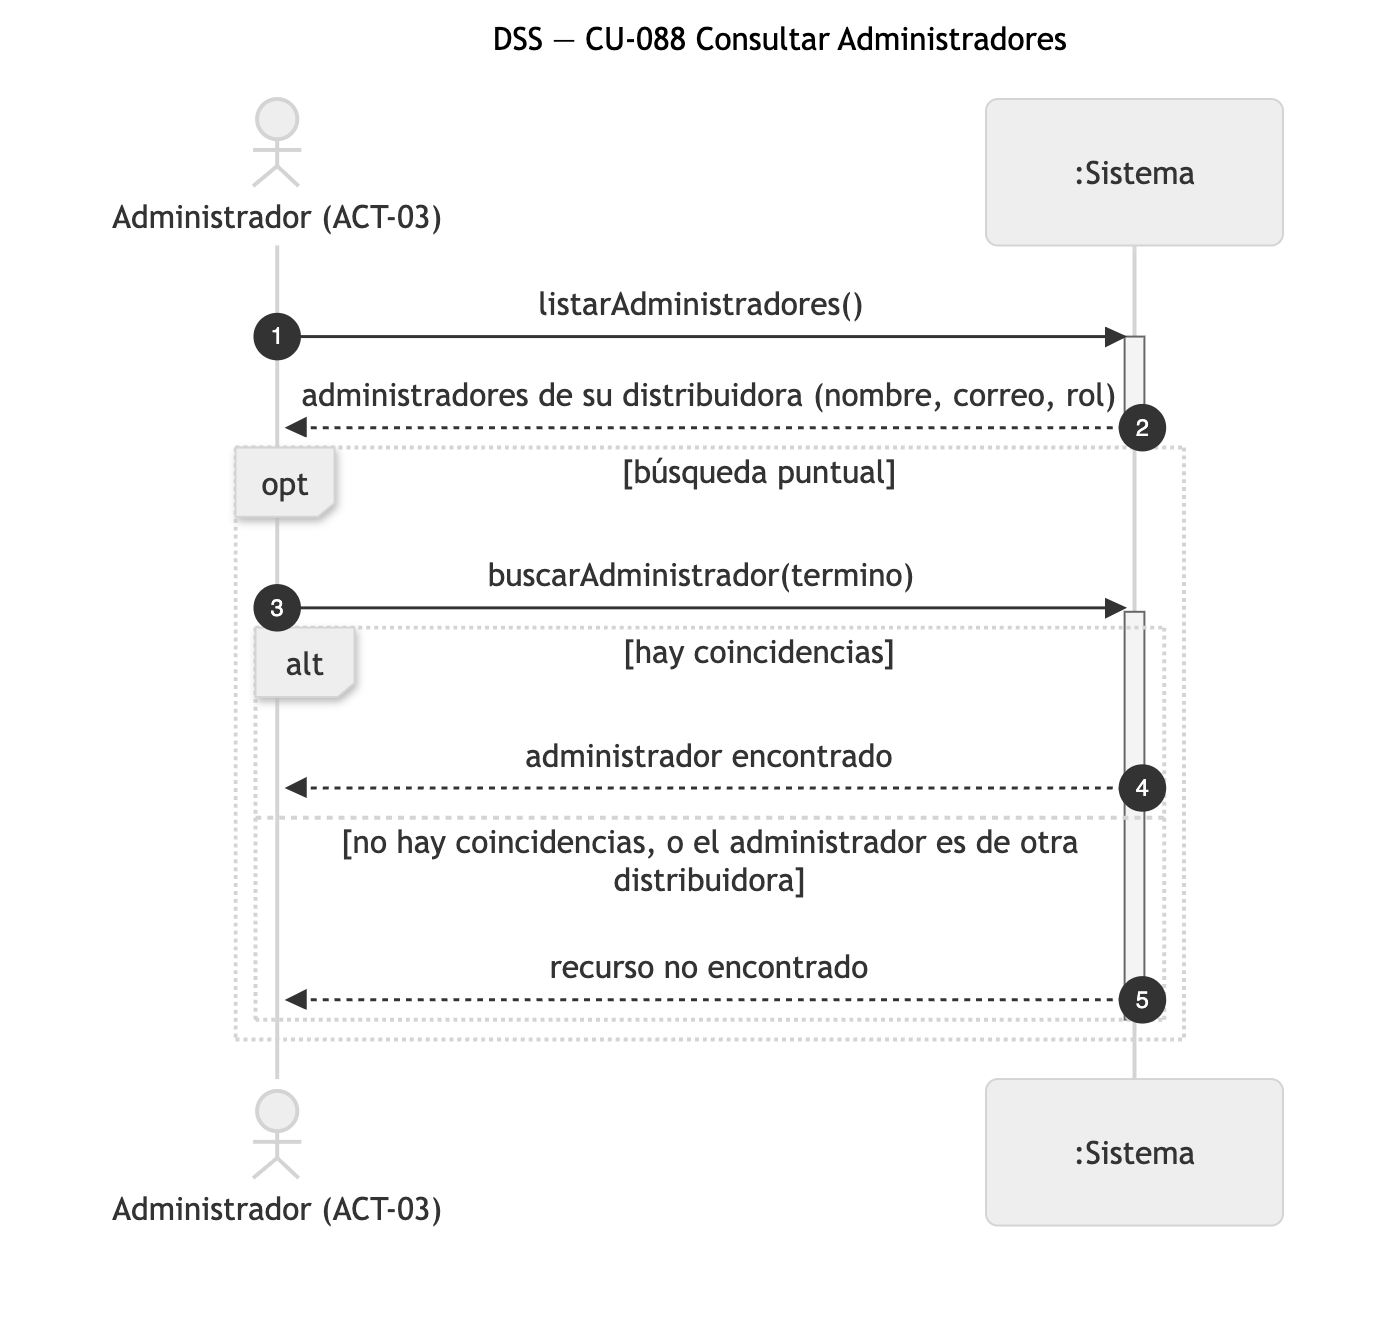 DSS — CU-088 Consultar Administradores
Administrador (ACT-03)
:Sistema
listarAdministradores()
1
administradores de su distribuidora (nombre, correo, rol)
2
opt
[búsqueda puntual]
buscarAdministrador(termino)
3
alt
[hay coincidencias]
administrador encontrado
4
[no hay coincidencias, o el administrador es de otra
distribuidora]
recurso no encontrado
5
:Sistema
Administrador (ACT-03)